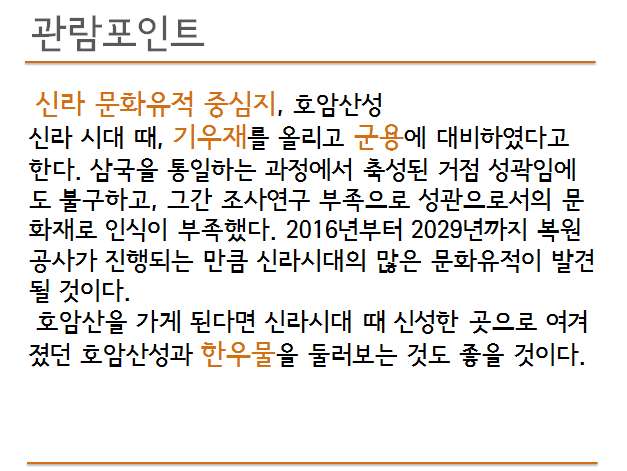 관람포인트
신라 문화유적 중심지, 호암산성
신라 시대 때, 기우재를 올리고 군용에 대비하였다고
한다. 삼국을 통일하는 과정에서 축성된 거점 성곽임에
도 불구하고, 그간 조사연구 부족으로 성관으로서의 문
화재로 인식이 부족했다. 2016년부터 2029년까지 복원
공사가 진행되는 만큼 신라시대의 많은 문화유적이 발견
될 것이다.
호암산을 가게 된다면 신라시대 때 신성한 곳으로 여겨
졌던 호암산성과 한우물을 둘러보는 것도 좋을 것이다.